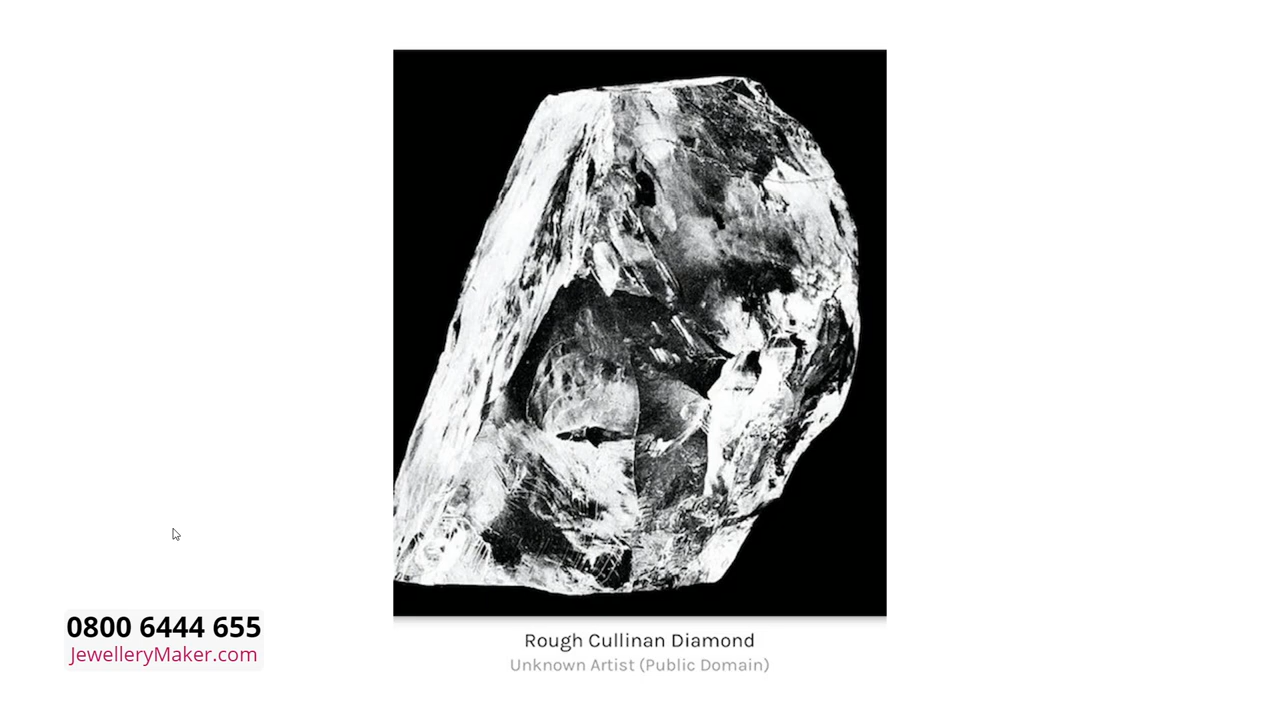 Rough Cullinan Diamond
Unknown Artist (Public Domain)
0800 6444 655
JewelleryMaker.com